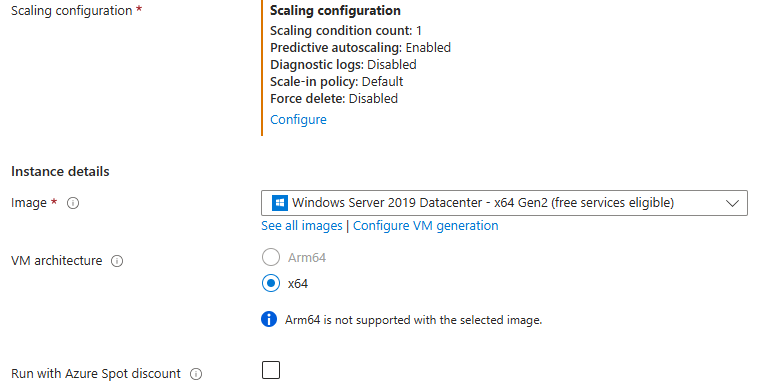 Scaling configuration *
Scaling configuration
Scaling condition count: 1
Predictive autoscaling: Enabled
Diagnostic logs: Disabled
Scale-in policy: Default
Force delete: Disabled
Configure
Instance details
Image *
Windows Server 2019 Datacenter - x64 Gen2 (free services eligible)
See all images | Configure VM generation
VM architecture
Arm64
x64
Arm64 is not supported with the selected image.
Run with Azure Spot discount